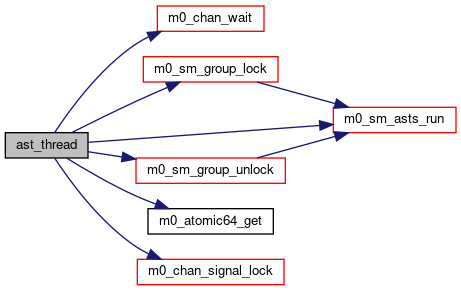 m0_chan_wait
m0_sm_group_lock
m0_sm_asts_run
ast_thread
m0_sm_group_unlock
m0_atomic64_get
m0_chan_signal_lock